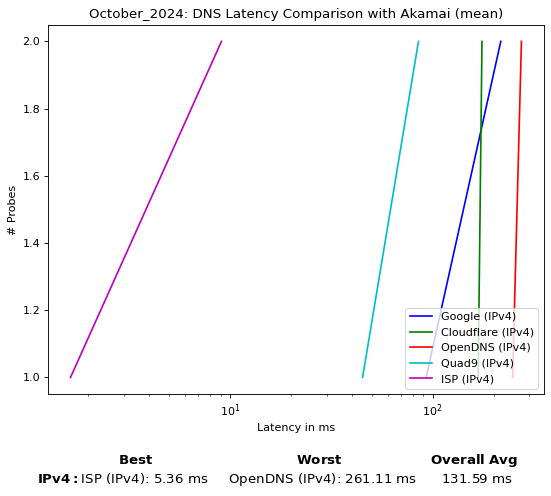 October_2024: DNS Latency Comparison with Akamai (mean)
2.0
1.8
1.6
1.4
1.2
1.0
# Probes
Google (IPv4)
Cloudflare (IPv4)
OpenDNS (IPv4)
Quad9 (IPv4)
ISP (IPv4)
10¹ 10²
Latency in ms
Best Worst Overall Avg
IPv4: ISP (IPv4): 5.36 ms OpenDNS (IPv4): 261.11 ms 131.59 ms